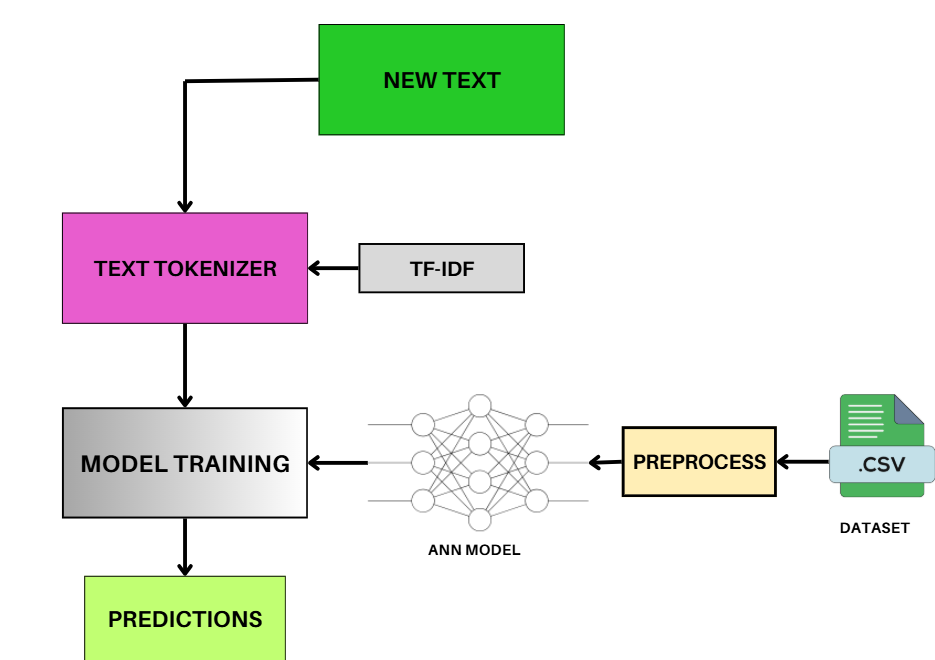 NEW TEXT
TEXT TOKENIZER
TF-IDF
MODEL TRAINING
ANN MODEL
PREPROCESS
.CSV
DATASET
PREDICTIONS